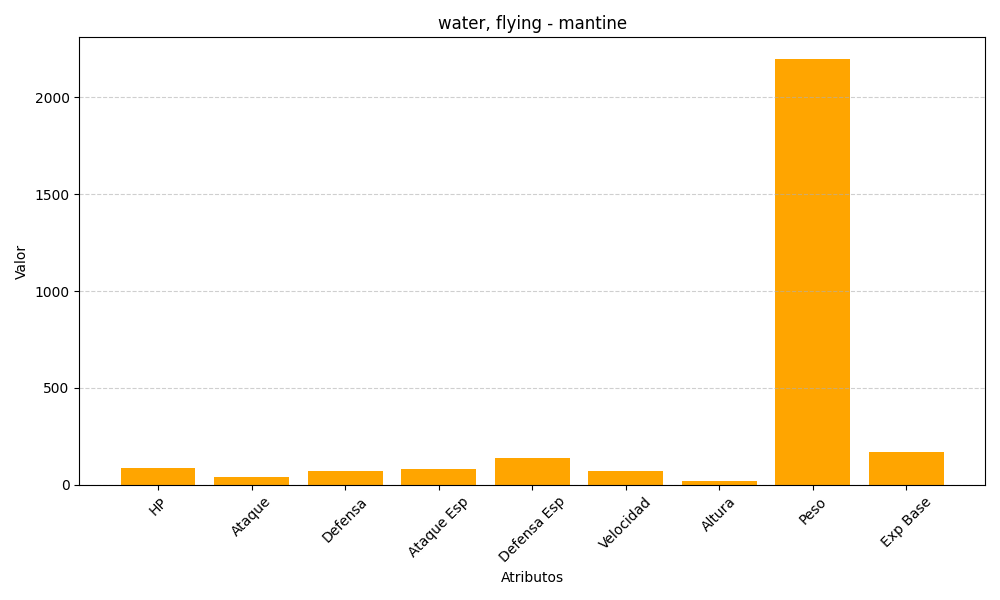 water, flying - mantine
Valor
2000
1500
1000
500
0
HP
Ataque
Defensa
Ataque Esp
Defensa Esp
Velocidad
Altura
Peso
Exp Base
Atributos